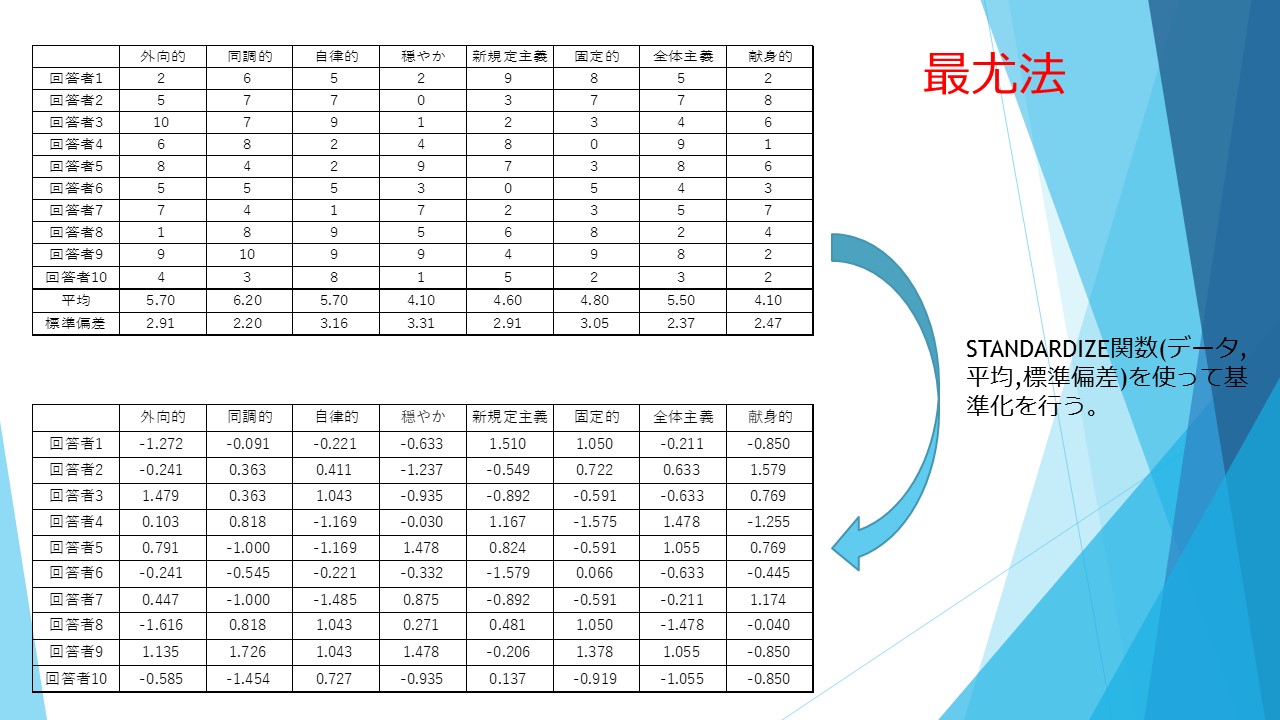 最尤法
外向的 同調的 自律的 穏やか 新規定主義 固定的 全体主義 献身的
回答者1 2 6 5 2 9 8 5 2
回答者2 5 7 7 0 3 7 7 8
回答者3 10 7 9 1 2 3 4 6
回答者4 6 8 2 4 8 0 9 1
回答者5 8 4 2 9 7 3 8 6
回答者6 5 5 5 3 0 5 4 3
回答者7 7 4 1 7 2 3 5 7
回答者8 1 8 9 5 6 8 2 4
回答者9 9 10 9 9 4 9 8 2
回答者10 4 3 8 1 5 2 3 2
平均 5.70 6.20 5.70 4.10 4.60 4.80 5.50 4.10
標準偏差 2.91 2.20 3.16 3.31 2.91 3.05 2.37 2.47
STANDARDIZE関数(データ,
平均,標準偏差)を使って基
準化を行う。
外向的 同調的 自律的 穏やか 新規定主義 固定的 全体主義 献身的
回答者1 -1.272 -0.091 -0.221 -0.633 1.510 1.050 -0.211 -0.850
回答者2 -0.241 0.363 0.411 -1.237 -0.549 0.722 0.633 1.579
回答者3 1.479 0.363 1.043 -0.935 -0.892 -0.591 -0.633 0.769
回答者4 0.103 0.818 -1.169 -0.030 1.167 -1.575 1.478 -1.255
回答者5 0.791 -1.000 -1.169 1.478 0.824 -0.591 1.055 0.769
回答者6 -0.241 -0.545 -0.221 -0.332 -1.579 0.066 -0.633 -0.445
回答者7 0.447 -1.000 -1.485 0.875 -0.892 -0.591 -0.211 1.174
回答者8 -1.616 0.818 1.043 0.271 0.481 1.050 -1.478 -0.040
回答者9 1.135 1.726 1.043 1.478 -0.206 1.378 1.055 -0.850
回答者10 -0.585 -1.454 0.727 -0.935 0.137 -0.919 -1.055 -0.850